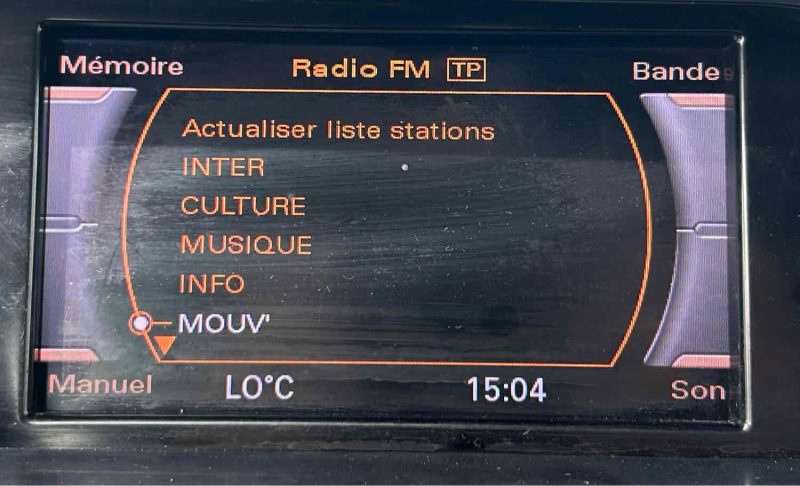 Mémoire Radio FM TP Bande
Actualiser liste stations
INTER
CULTURE
MUSIQUE
INFO
MOUV'
Manuel LO°C 15:04 Son